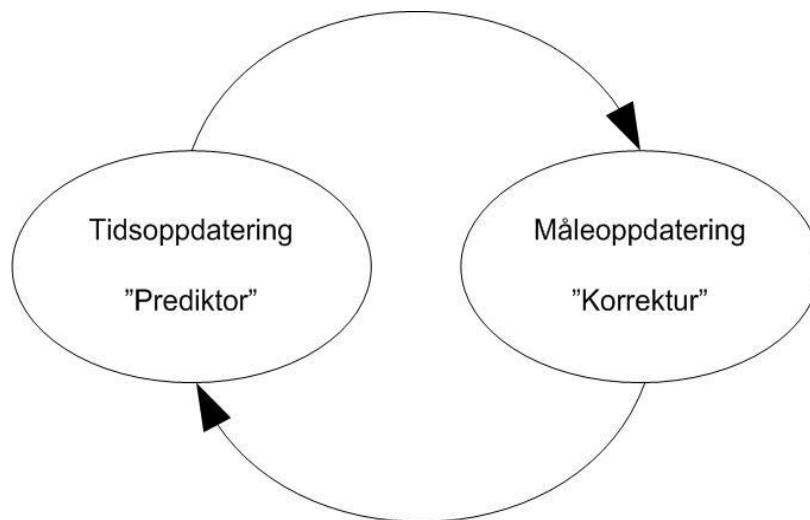 Tidsoppdatering
”Prediktor”
Måleoppdatering
”Korrektur”